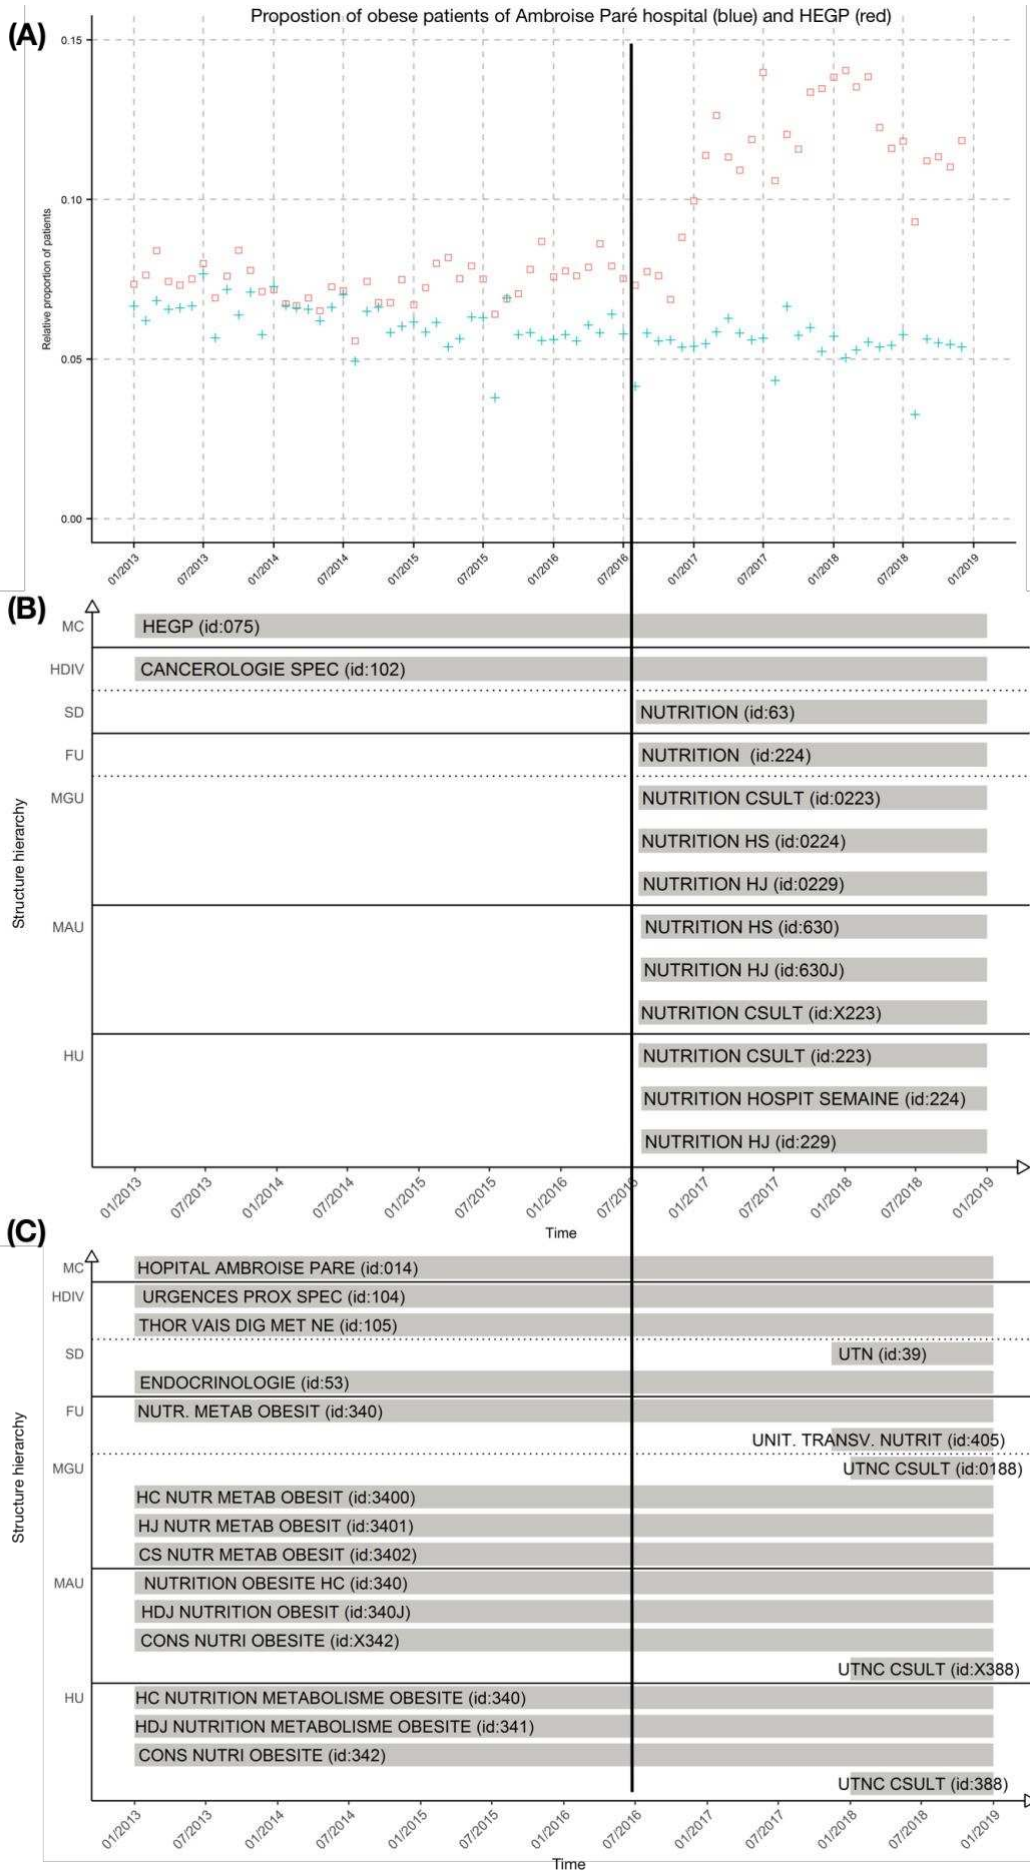 (A)
Propostion of obese patients of Ambroise Paré hospital (blue) and HEGP (red)
Relative proportion of patients
0.15
0.10
0.05
0.00
01/2013
07/2013
01/2014
07/2014
01/2015
07/2015
01/2016
07/2016
01/2017
07/2017
01/2018
07/2018
01/2019
(B)
Structure hierarchy
MC
HEGP (id:075)
HDIV
CANCEROLOGIE SPEC (id:102)
SD
NUTRITION (id:63)
FU
NUTRITION (id:224)
MGU
NUTRITION CSULT (id:0223)
NUTRITION HS (id:0224)
NUTRITION HJ (id:0229)
MAU
NUTRITION HS (id:630)
NUTRITION HJ (id:630J)
NUTRITION CSULT (id:X223)
HU
NUTRITION CSULT (id:223)
NUTRITION HOSPIT SEMAINE (id:224)
NUTRITION HJ (id:229)
01/2013
07/2013
01/2014
07/2014
01/2015
07/2015
01/2016
07/2016
01/2017
07/2017
01/2018
07/2018
01/2019
Time
(C)
Structure hierarchy
MC
HOPITAL AMBROISE PARE (id:014)
HDIV
URGENCES PROX SPEC (id:104)
THOR VAIS DIG MET NE (id:105)
SD
UTN (id:39)
ENDOCRINOLOGIE (id:53)
FU
NUTR. METAB OBESIT (id:340)
UNIT. TRANSV. NUTRIT (id:405)
MGU
UTNC CSULT (id:0188)
HC NUTR METAB OBESIT (id:3400)
HJ NUTR METAB OBESIT (id:3401)
CS NUTR METAB OBESIT (id:3402)
MAU
NUTRITION OBESITE HC (id:340)
HDJ NUTRITION OBESIT (id:340J)
CONS NUTRI OBESITE (id:X342)
UTNC CSULT (id:X388)
HU
HC NUTRITION METABOLISME OBESITE (id:340)
HDJ NUTRITION METABOLISME OBESITE (id:341)
CONS NUTRI OBESITE (id:342)
UTNC CSULT (id:388)
01/2013
07/2013
01/2014
07/2014
01/2015
07/2015
01/2016
07/2016
01/2017
07/2017
01/2018
07/2018
01/2019
Time